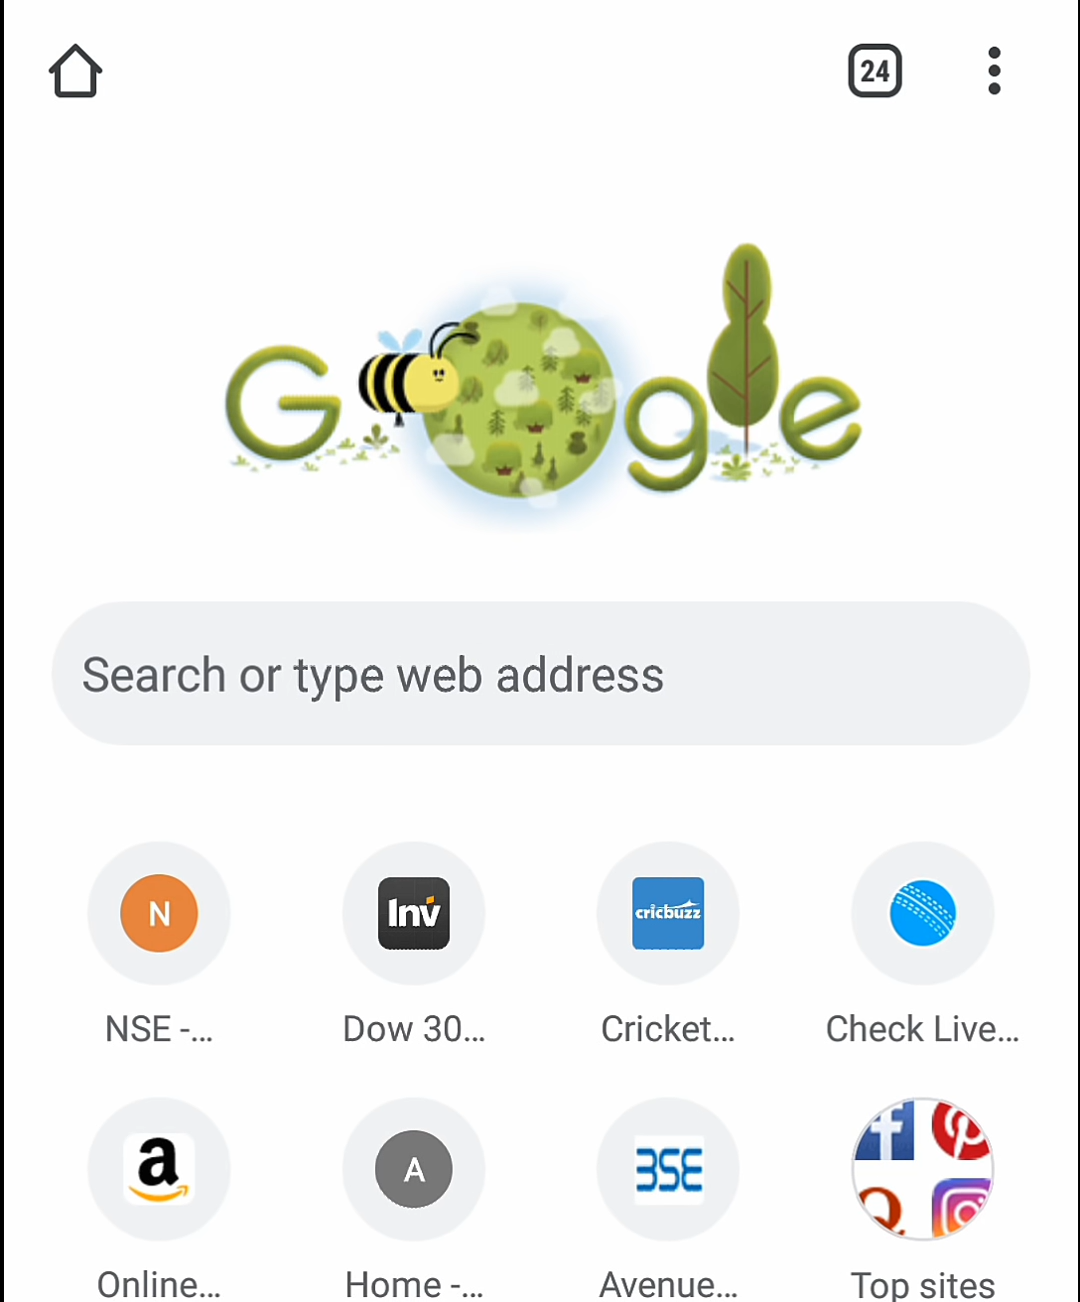 24
Google
Search or type web address
N
Inv
cricbuzz
NSE -...
Dow 30...
Cricket...
Check Live...
a
A
BSE
f
Q
Online...
Home -...
Avenue...
Top sites